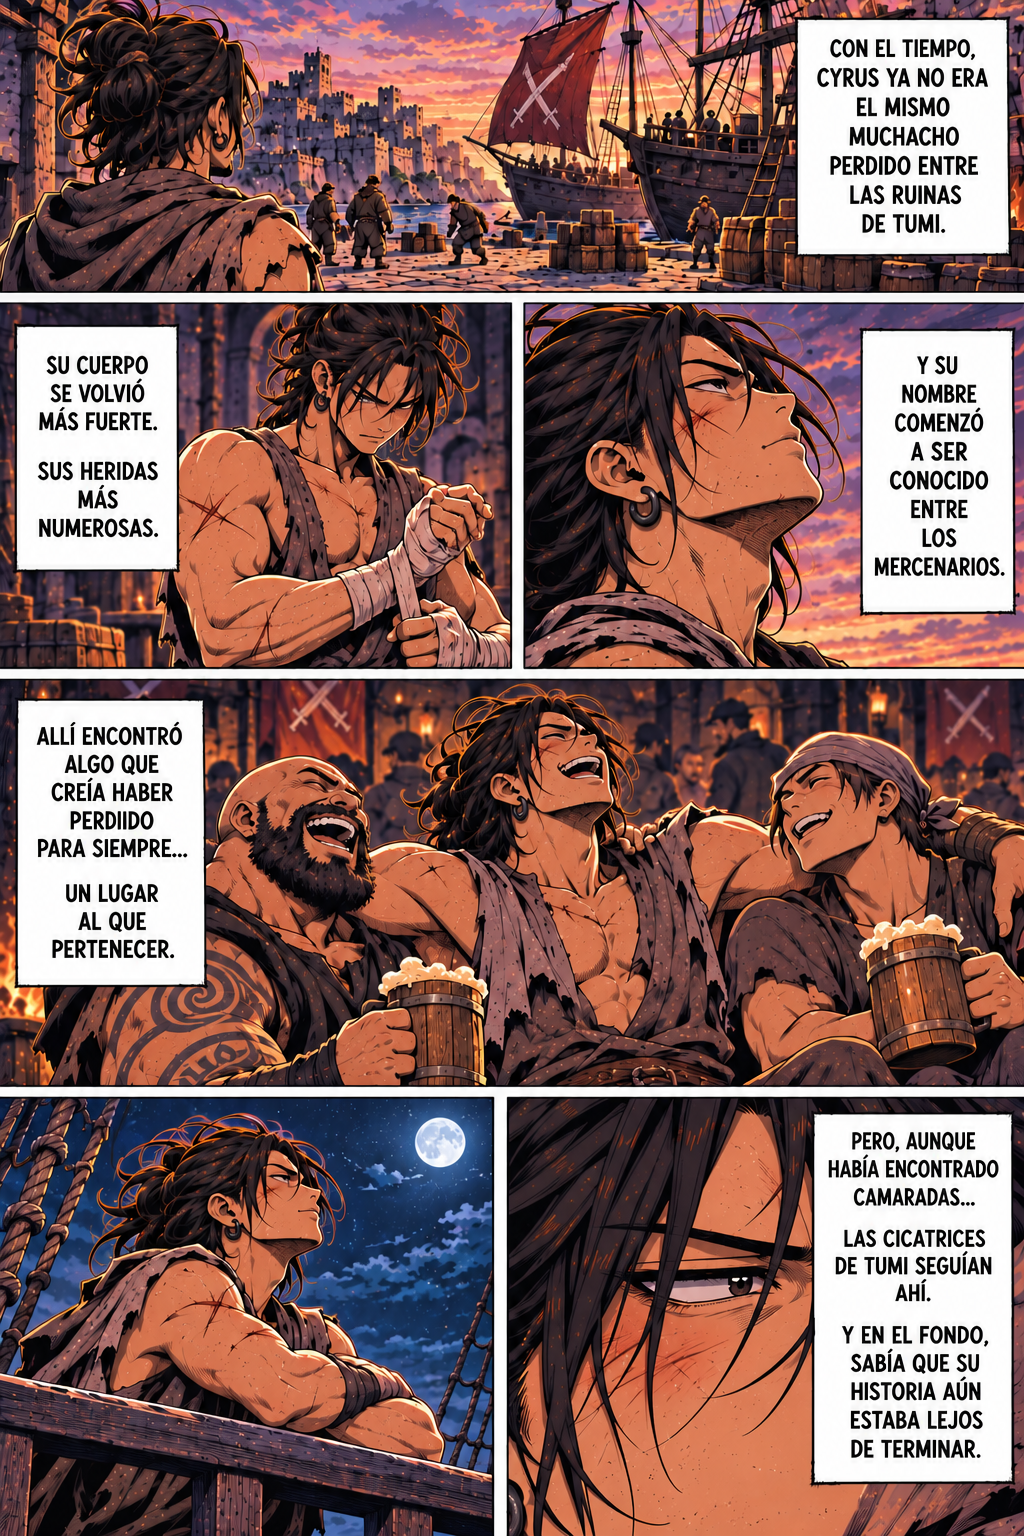 CON EL TIEMPO,
CYRUS YA NO ERA
EL MISMO
MUCHACHO
PERDIDO ENTRE
LAS RUINAS
DE TUMI.
SU CUERPO
SE VOLVIÓ
MÁS FUERTE.
SUS HERIDAS
MÁS
NUMEROSAS.
Y SU
NOMBRE
COMENZÓ
A SER
CONOCIDO
ENTRE
LOS
MERCENARIOS.
ALLÍ ENCONTRÓ
ALGO QUE
CREÍA HABER
PERDIIDO
PARA SIEMPRE...
UN LUGAR
AL QUE
PERTENECER.
PERO, AUNQUE
HABÍA ENCONTRADO
CAMARADAS...
LAS CICATRICES
DE TUMI SEGUÍAN
AHÍ.
Y EN EL FONDO,
SABÍA QUE SU
HISTORIA AÚN
ESTABA LEJOS
DE TERMINAR.